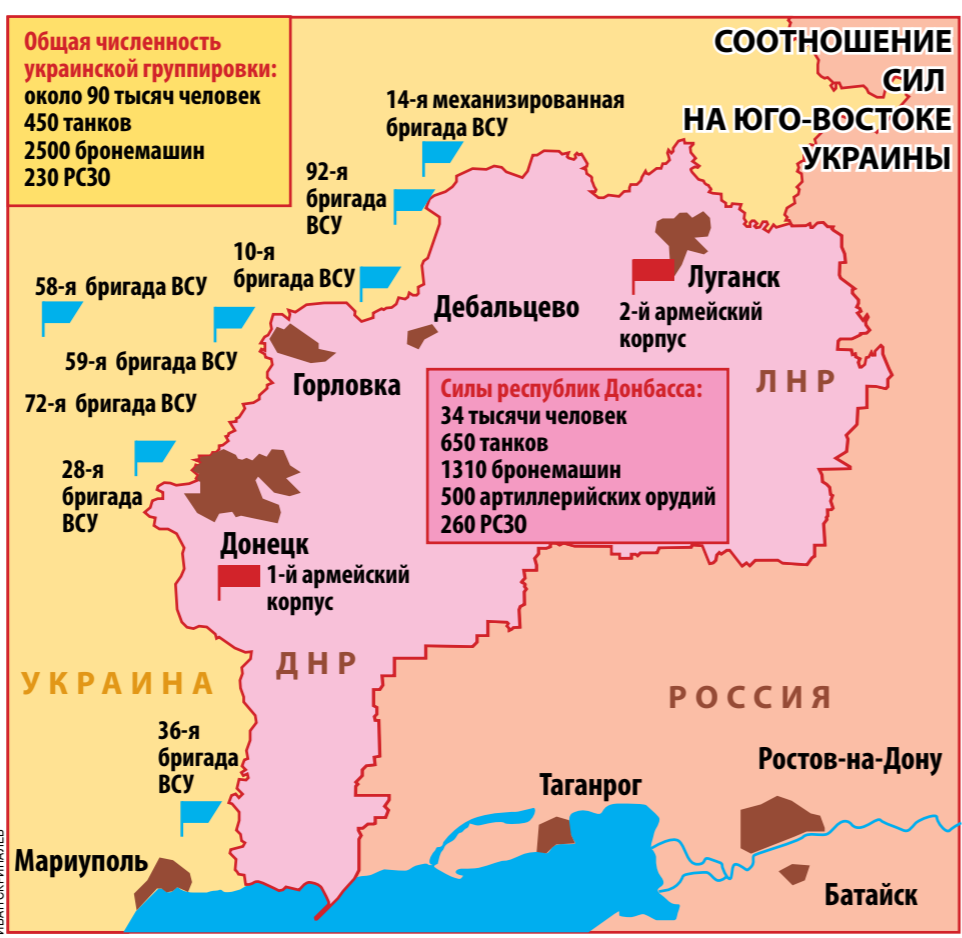 СООТНОШЕНИЕ
СИЛ
НА ЮГО-ВОСТОКЕ
УКРАИНЫ
Общая численность
украинской группировки:
около 90 тысяч человек
450 танков
2500 бронемашин
230 РСЗО
14-я механизированная
бригада ВСУ
92-я
бригада
ВСУ
10-я
бригада ВСУ
58-я бригада ВСУ
59-я бригада ВСУ
72-я бригада ВСУ
28-я
бригада
ВСУ
Луганск
2-й армейский
корпус
Дебальцево
Горловка
ЛНР
Силы республик Донбасса:
34 тысячи человек
650 танков
1310 бронемашин
500 артиллерийских орудий
260 РСЗО
Донецк
1-й армейский
корпус
ДНР
УКРАИНА
РОССИЯ
36-я
бригада
ВСУ
Мариуполь
Таганрог
Ростов-на-Дону
Батайск